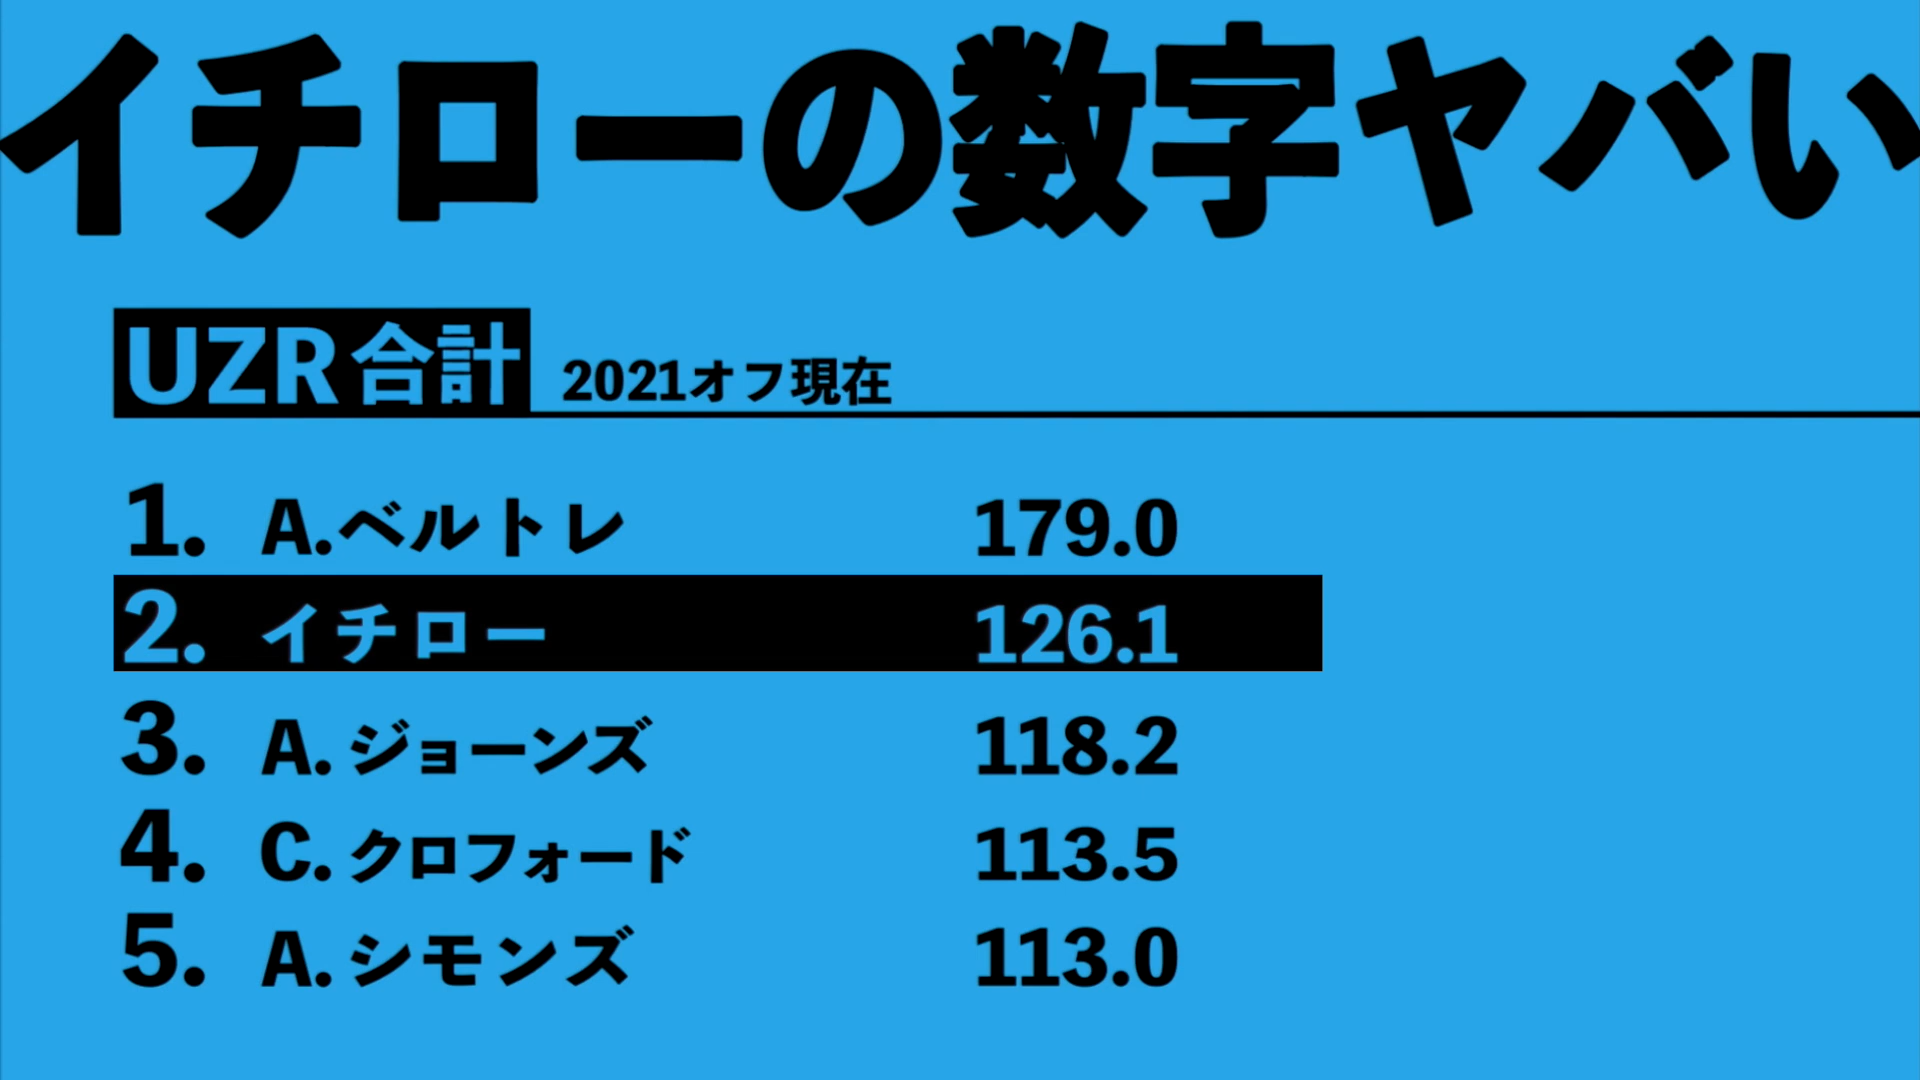 イチローの数字ヤバい
UZR合計 2021オフ現在
1. A.ベルトレ 179.0
2. イチロー 126.1
3. A.ジョーンズ 118.2
4. C.クロフォード 113.5
5. A.シモンズ 113.0